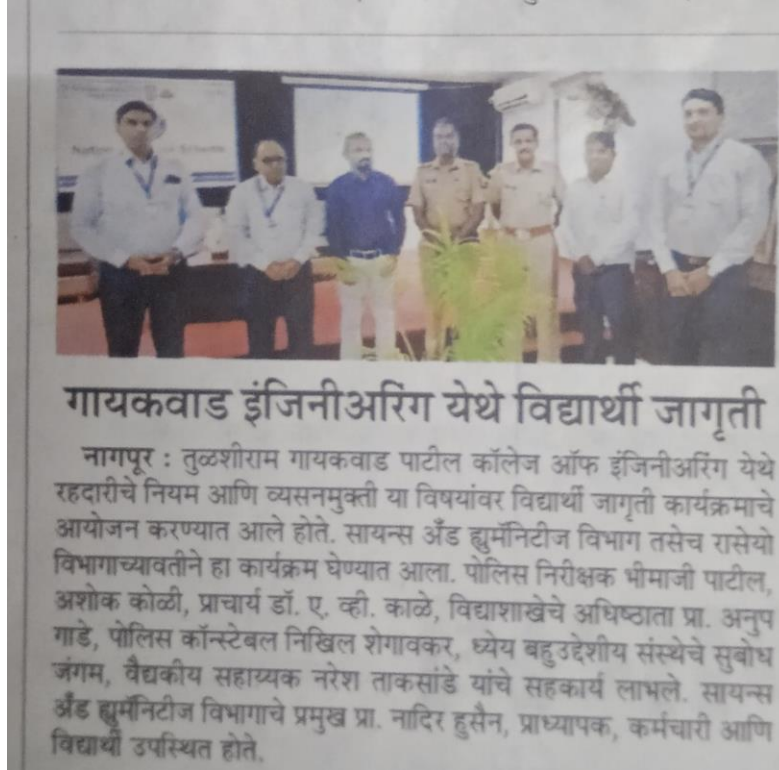 गायकवाड इंजिनीअरिंग येथे विद्यार्थी जागृती
नागपूर : तुळशीराम गायकवाड पाटील कॉलेज ऑफ इंजिनीअरिंग येथे
रहदारीचे नियम आणि व्यसनमुक्ती या विषयांवर विद्यार्थी जागृती कार्यक्रमाचे
आयोजन करण्यात आले होते. सायन्स अँड ह्युमॅनिटीज विभाग तसेच रासेयो
विभागाच्यावतीने हा कार्यक्रम घेण्यात आला. पोलिस निरीक्षक भीमाजी पाटील,
अशोक कोळी, प्राचार्य डॉ. ए. व्ही. काळे, विद्याशाखेचे अधिष्ठाता प्रा. अनुप
गाडे, पोलिस कॉन्स्टेबल निखिल शेगावकर, ध्येय बहुउद्देशीय संस्थेचे सुबोध
जंगम, वैद्यकीय सहाय्यक नरेश ताकसांडे यांचे सहकार्य लाभले. सायन्स
अँड ह्युमॅनिटीज विभागाचे प्रमुख प्रा. नादिर हुसैन, प्राध्यापक, कर्मचारी आणि
विद्यार्थी उपस्थित होते.